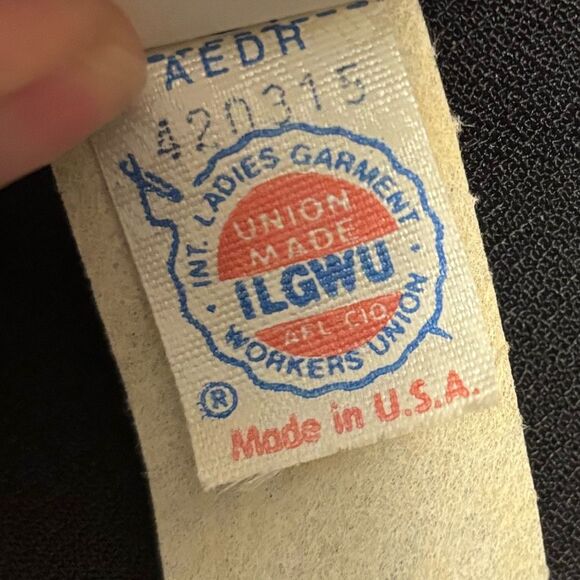 AEDR
420315
INT. LADIES GARMENT
UNION
MADE
ILGWU
AFL CIO
· WORKERS UNION ·
®
Made in U.S.A.